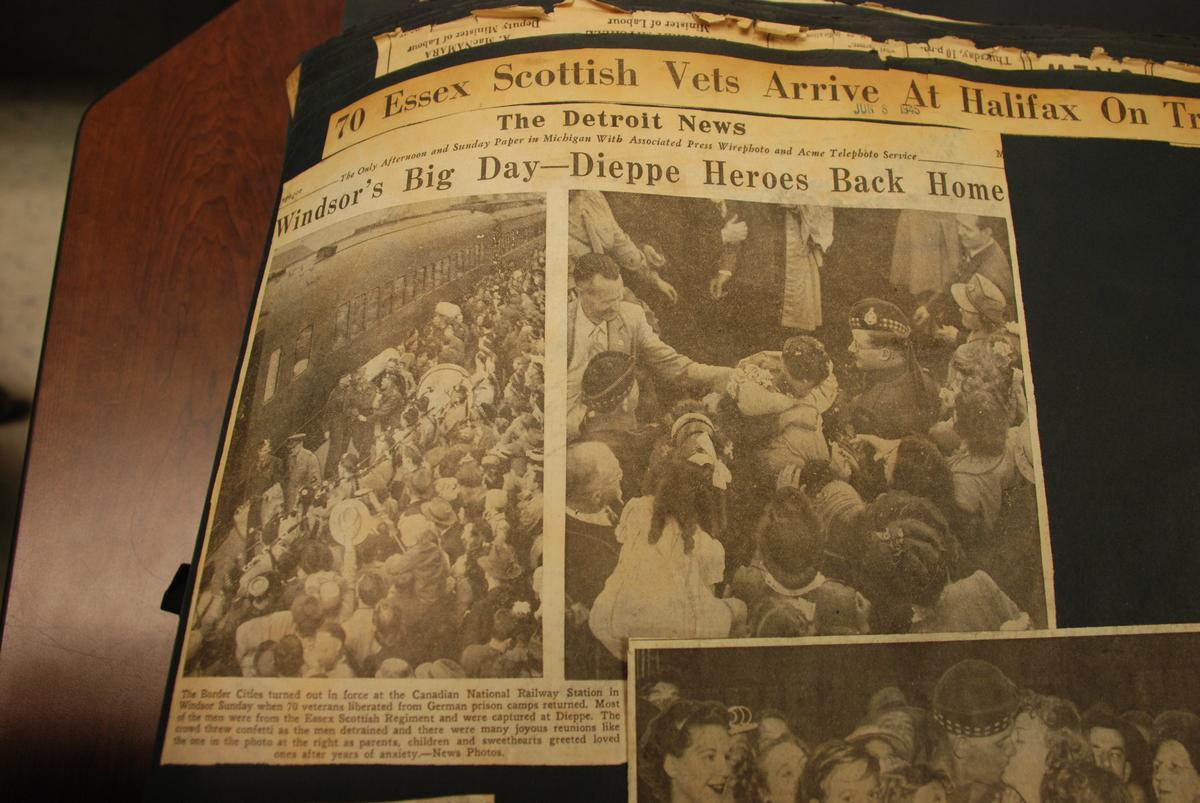 A. MacNAMARA
Deputy Minister of Labour
Minister of Labour
Thursday, 10 p.m.
70 Essex Scottish Vets Arrive At Halifax On Tr
JUN 8 1945
The Detroit News
The Only Afternoon and Sunday Paper in Michigan With Associated Press Wirephoto and Acme Telephoto Service
Windsor's Big Day—Dieppe Heroes Back Home
The Border Cities turned out in force at the Canadian National Railway Station in
Windsor Sunday when 70 veterans liberated from German prison camps returned. Most
of the men were from the Essex Scottish Regiment and were captured at Dieppe. The
crowd threw confetti as the men detrained and there were many joyous reunions like
the one in the photo at the right as parents, children and sweethearts greeted loved
ones after years of anxiety.—News Photos.